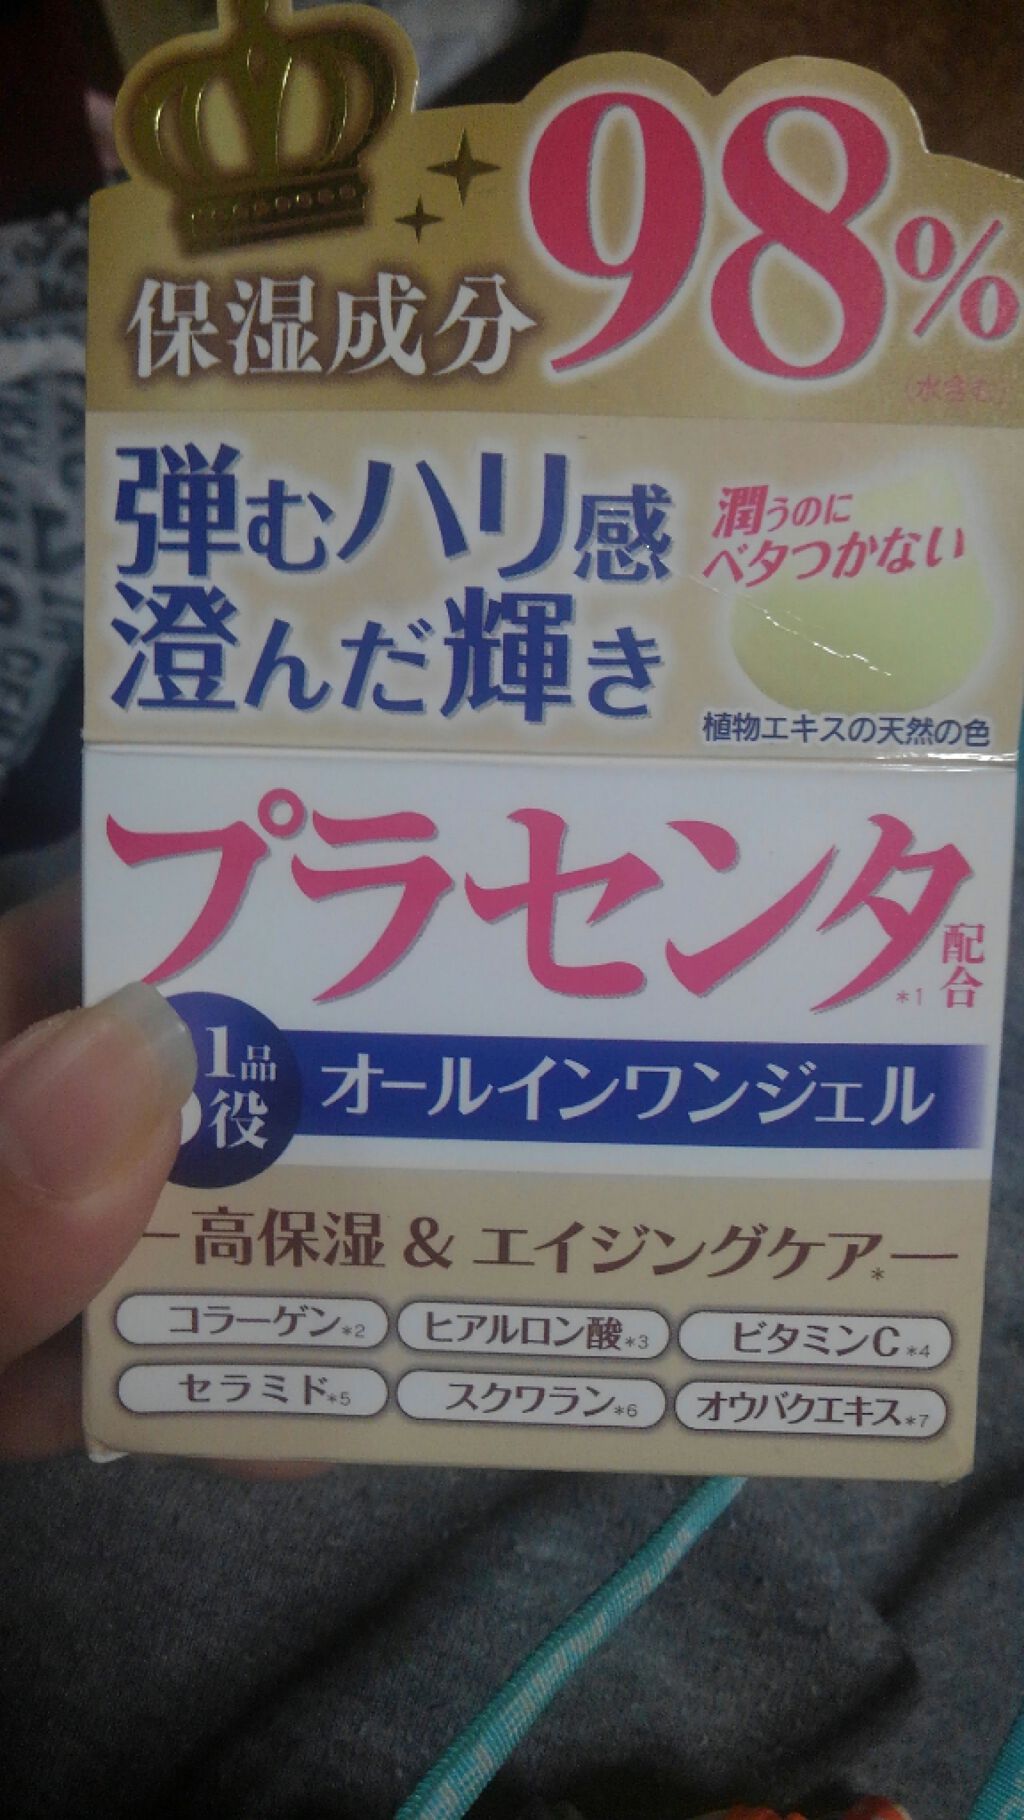 保湿成分98%
(水含む)
弾むハリ感
澄んだ輝き
潤うのに
ベタつかない
植物エキスの天然の色
プラセンタ*1配合
1品
役
オールインワンジェル
高保湿&エイジングケア*
コラーゲン*2 ヒアルロン酸*3 ビタミンC*4
セラミド*5 スクワラン*6 オウバクエキス*7